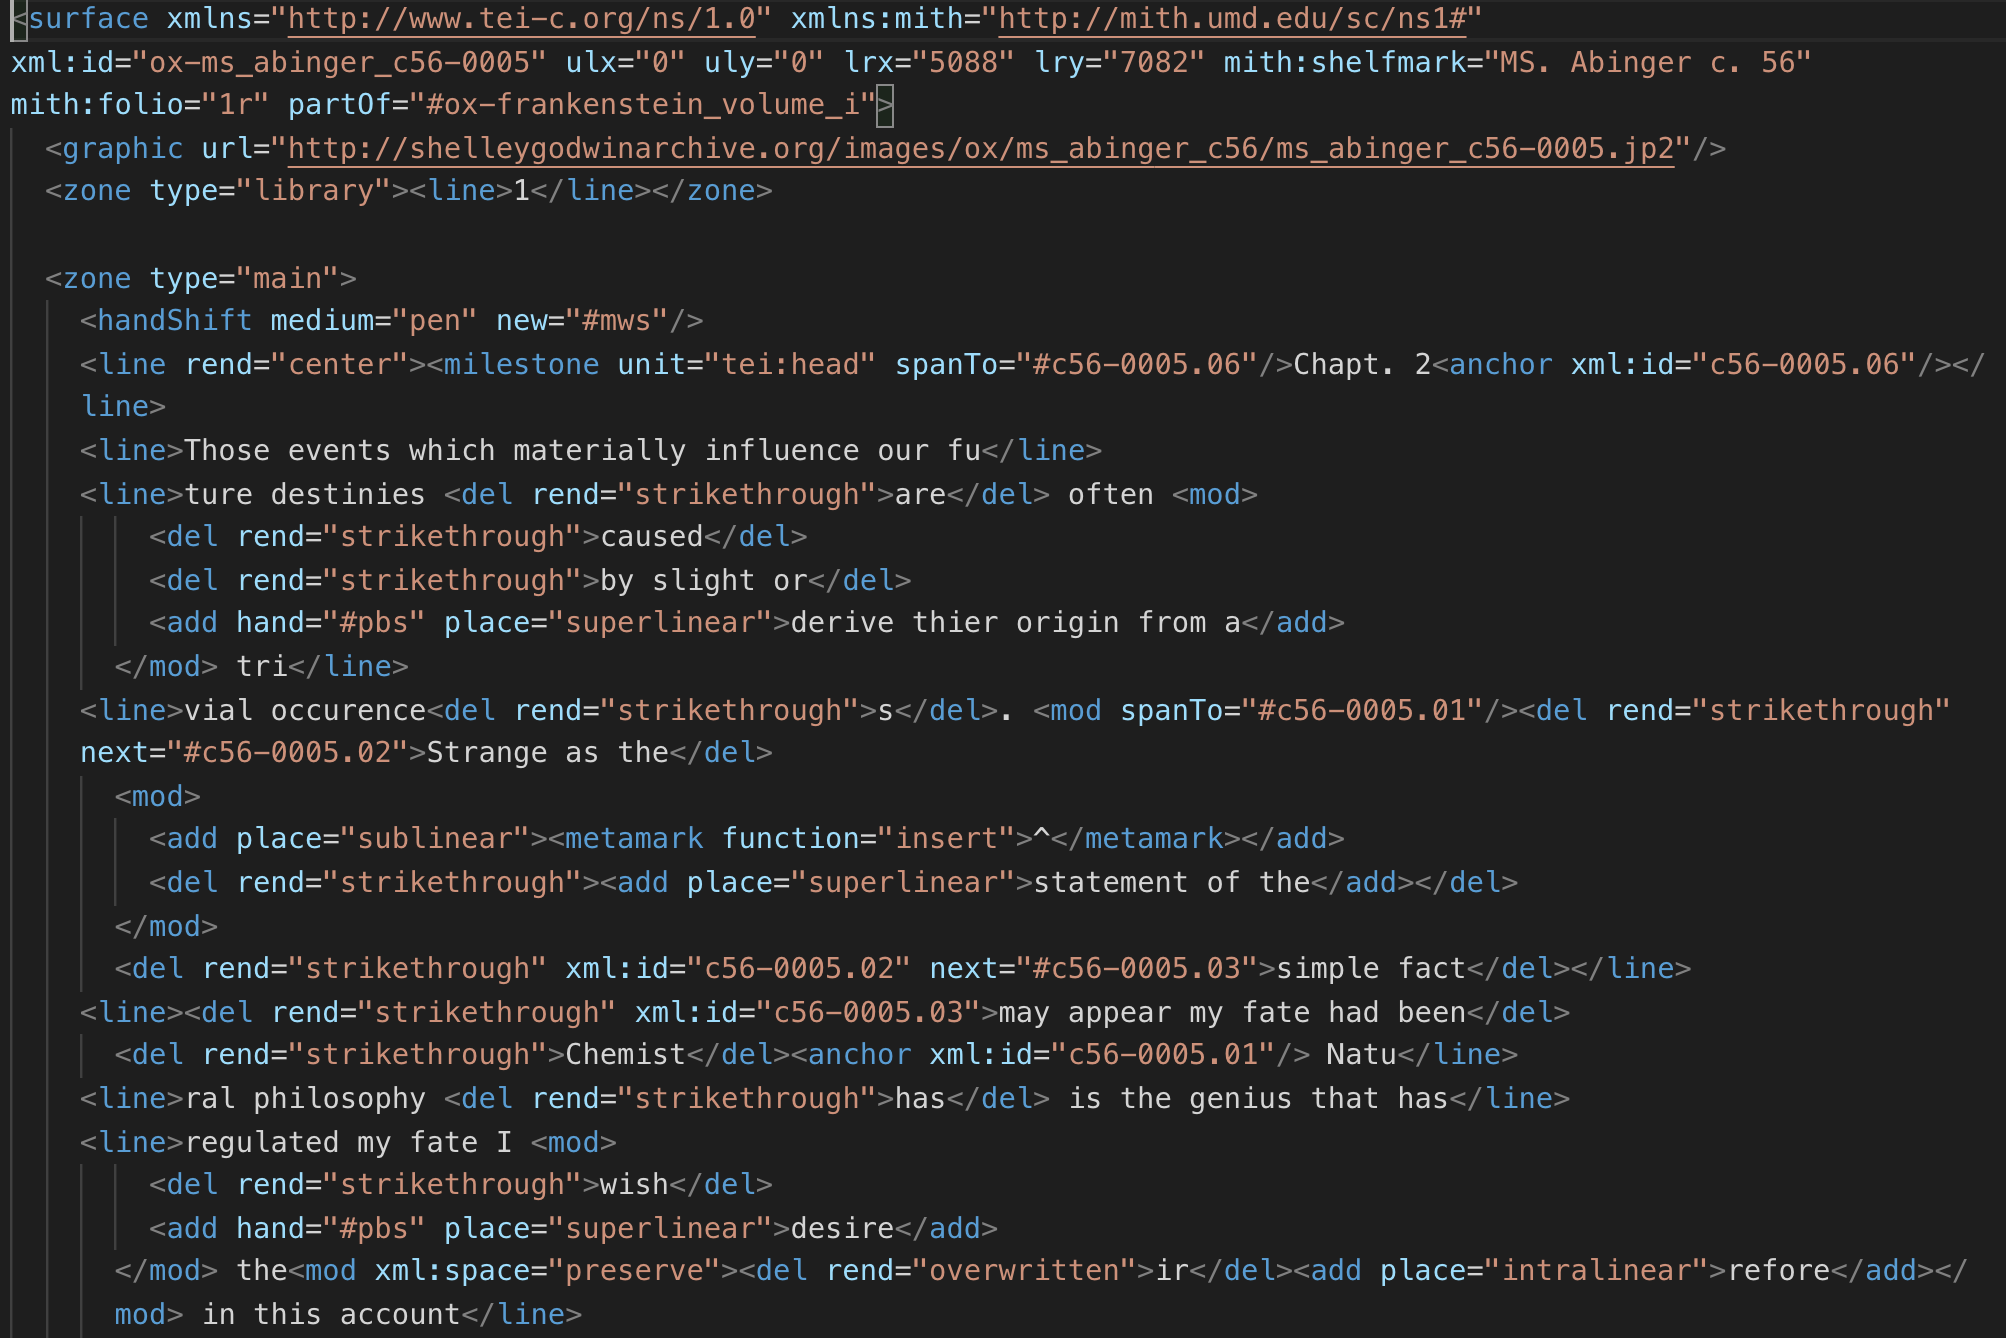 <surface xmlns="http://www.tei-c.org/ns/1.0" xmlns:mith="http://mith.umd.edu/sc/ns1#"
xml:id="ox-ms_abinger_c56-0005" ulx="0" uly="0" lrx="5088" lry="7082" mith:shelfmark="MS. Abinger c. 56"
mith:folio="1r" partOf="#ox-frankenstein_volume_i">
<graphic url="http://shelleygodwinarchive.org/images/ox/ms_abinger_c56/ms_abinger_c56-0005.jp2"/>
<zone type="library"><line>1</line></zone>
<zone type="main">
<handShift medium="pen" new="#mws"/>
<line rend="center"><milestone unit="tei:head" spanTo="#c56-0005.06"/>Chapt. 2<anchor xml:id="c56-0005.06"/></
line>
<line>Those events which materially influence our fu</line>
<line>ture destinies <del rend="strikethrough">are</del> often <mod>
<del rend="strikethrough">caused</del>
<del rend="strikethrough">by slight or</del>
<add hand="#pbs" place="superlinear">derive thier origin from a</add>
</mod> tri</line>
<line>vial occurence<del rend="strikethrough">s</del>. <mod spanTo="#c56-0005.01"/><del rend="strikethrough"
next="#c56-0005.02">Strange as the</del>
<mod>
<add place="sublinear"><metamark function="insert">^</metamark></add>
<del rend="strikethrough"><add place="superlinear">statement of the</add></del>
</mod>
<del rend="strikethrough" xml:id="c56-0005.02" next="#c56-0005.03">simple fact</del></line>
<line><del rend="strikethrough" xml:id="c56-0005.03">may appear my fate had been</del>
<del rend="strikethrough">Chemist</del><anchor xml:id="c56-0005.01"/> Natu</line>
<line>ral philosophy <del rend="strikethrough">has</del> is the genius that has</line>
<line>regulated my fate I <mod>
<del rend="strikethrough">wish</del>
<add hand="#pbs" place="superlinear">desire</add>
</mod> the<mod xml:space="preserve"><del rend="overwritten">ir</del><add place="intralinear">refore</add></
mod> in this account</line>